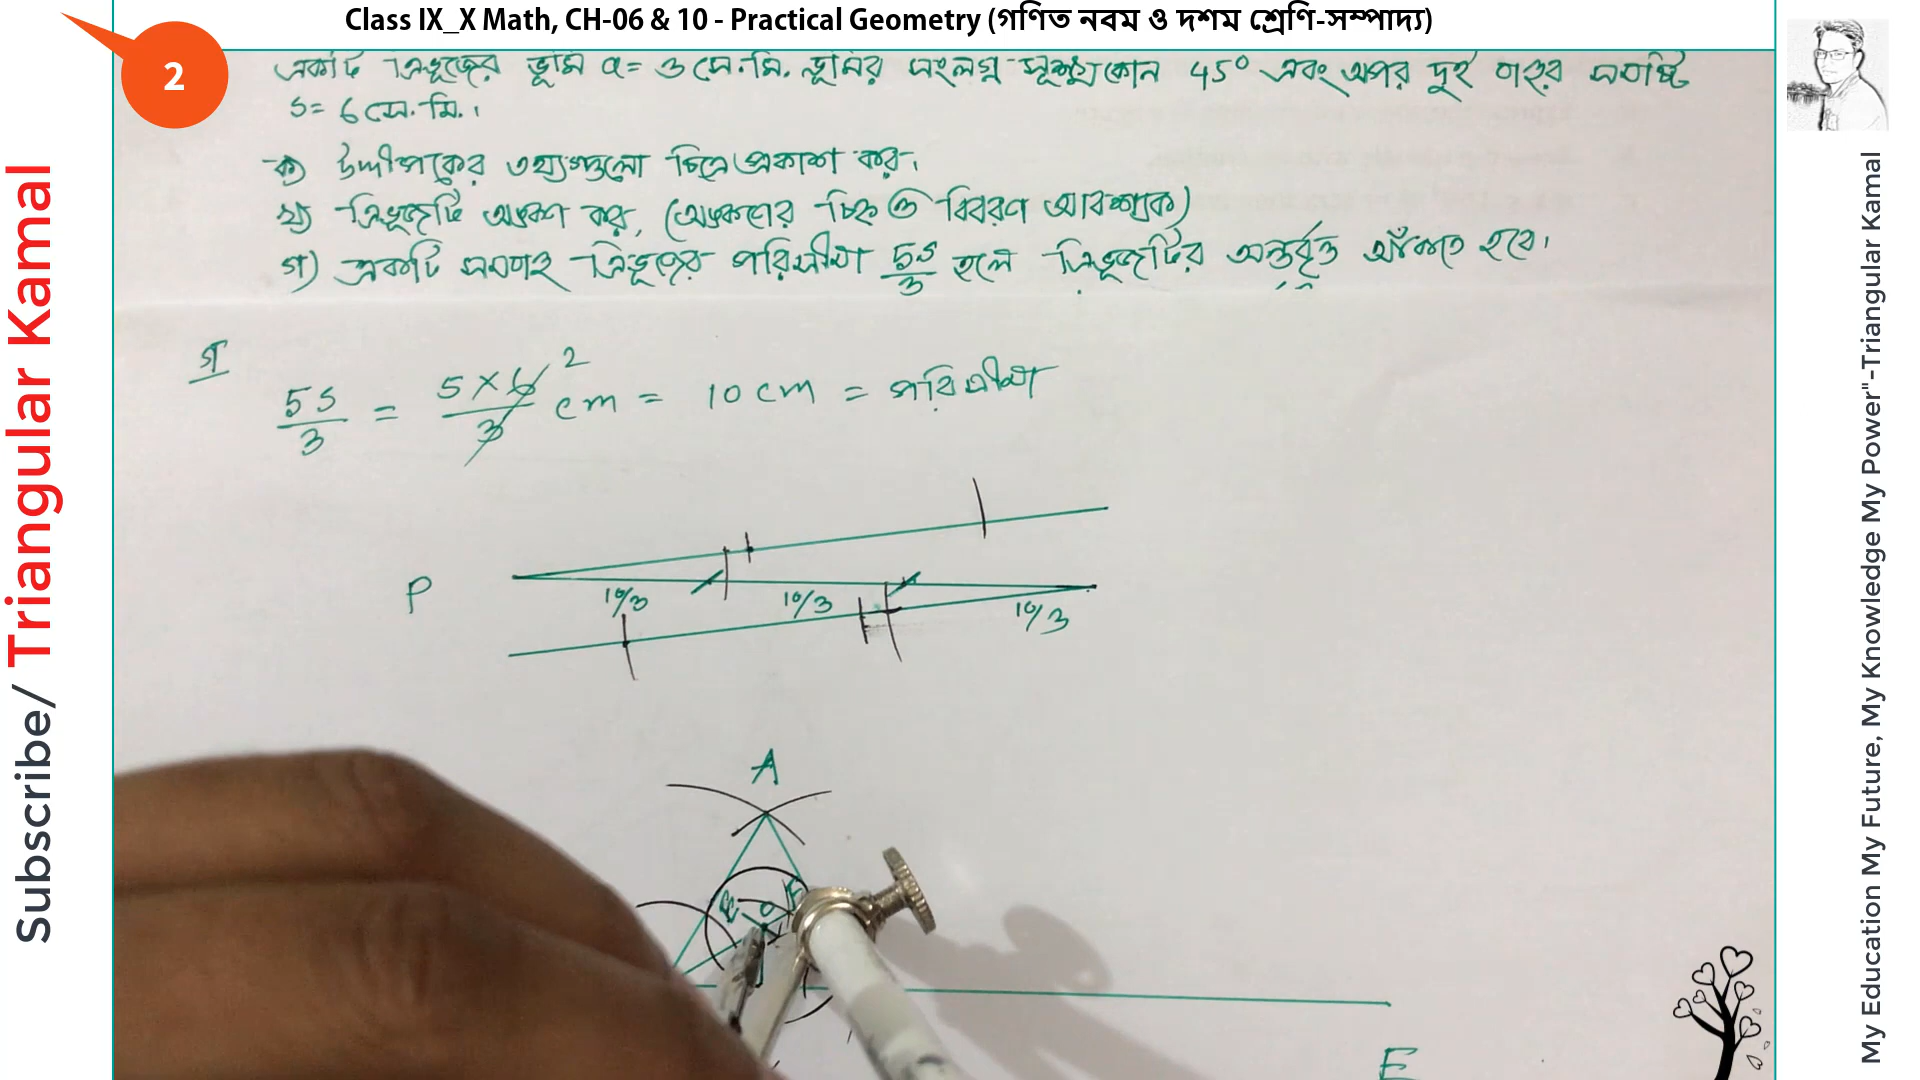 Class IX_X Math, CH-06 & 10 - Practical Geometry (গণিত নবম ও দশম শ্রেণি-সম্পাদ্য)
2
একটি ত্রিভূজের ভূমি a= 3 সে.মি. ভূমির সংলগ্ন সূক্ষ্মকোন 45° এবং অপর দুই বাহুর সমষ্টি
s= 6 সে.মি.।
ক) উদ্দীপকের তথ্যগুলো চিত্রে প্রকাশ কর।
খ) ত্রিভূজটি অঙ্কণ কর, (অঙ্কণের চিহ্ন ও বিবরণ আবশ্যক)
গ) একটি সমবাহু ত্রিভূজের পরিসীমা 5s/3 হলে ত্রিভূজটির অন্তর্বৃত্ত আঁকতে হবে।
গ
5s/3 = 5×6/3 2 cm = 10 cm = পরিসীমা
P
10/3 10/3 10/3
A
F
O
E
Subscribe/ Triangular Kamal
My Education My Future, My Knowledge My Power"-Triangular Kamal